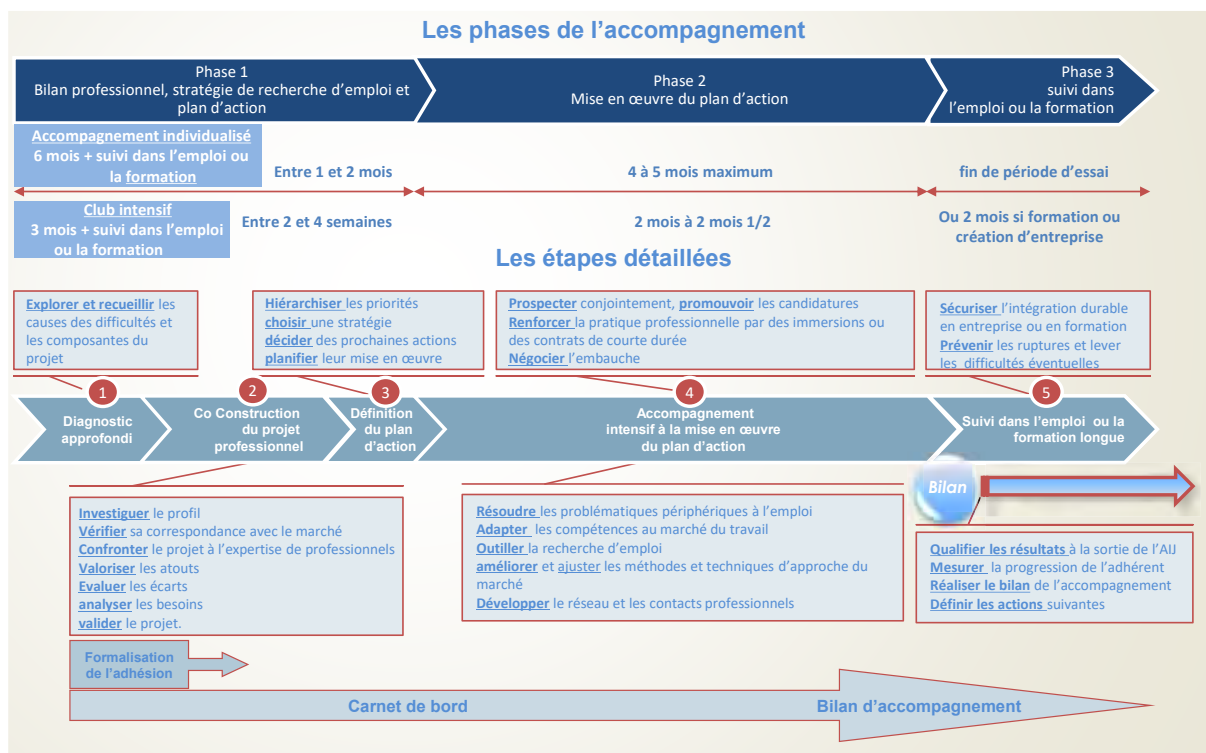 Les phases de l'accompagnement
Phase 1
Bilan professionnel, stratégie de recherche d'emploi et
plan d'action
Phase 2
Mise en œuvre du plan d'action
Phase 3
suivi dans
l'emploi ou la formation
Accompagnement individualisé
6 mois + suivi dans l'emploi ou
la formation
Entre 1 et 2 mois
4 à 5 mois maximum
fin de période d'essai
Club intensif
3 mois + suivi dans l'emploi
ou la formation
Entre 2 et 4 semaines
2 mois à 2 mois 1/2
Ou 2 mois si formation ou
création d'entreprise
Les étapes détaillées
Explorer et recueillir les
causes des difficultés et
les composantes du
projet
Hiérarchiser les priorités
choisir une stratégie
décider des prochaines actions
planifier leur mise en œuvre
Prospecter conjointement, promouvoir les candidatures
Renforcer la pratique professionnelle par des immersions ou
des contrats de courte durée
Négocier l'embauche
Sécuriser l'intégration durable
en entreprise ou en formation
Prévenir les ruptures et lever
les difficultés éventuelles
1
Diagnostic
approfondi
2
Co Construction
du projet
professionnel
3
Définition
du plan
d'action
4
Accompagnement
intensif à la mise en œuvre
du plan d'action
5
Suivi dans l'emploi ou la
formation longue
Bilan
Investiguer le profil
Vérifier sa correspondance avec le marché
Confronter le projet à l'expertise de professionnels
Valoriser les atouts
Evaluer les écarts
analyser les besoins
valider le projet.
Résoudre les problématiques périphériques à l'emploi
Adapter les compétences au marché du travail
Outiller la recherche d'emploi
améliorer et ajuster les méthodes et techniques d'approche du
marché
Développer le réseau et les contacts professionnels
Qualifier les résultats à la sortie de l'AIJ
Mesurer la progression de l'adhérent
Réaliser le bilan de l'accompagnement
Définir les actions suivantes
Formalisation
de l'adhésion
Carnet de bord
Bilan d'accompagnement